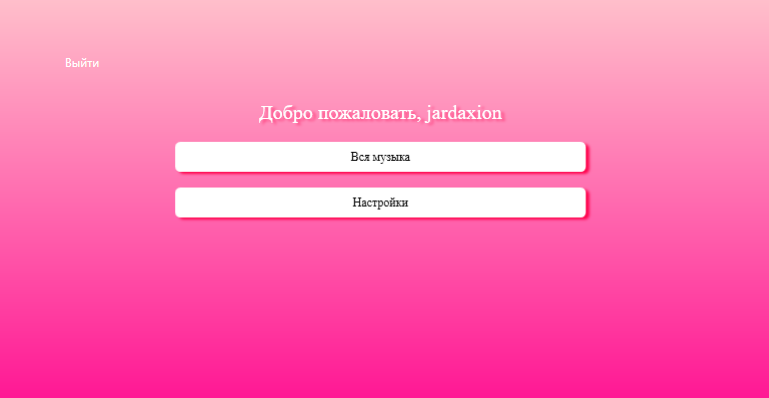 Выйти
Добро пожаловать, jardaxion
Вся музыка
Настройки